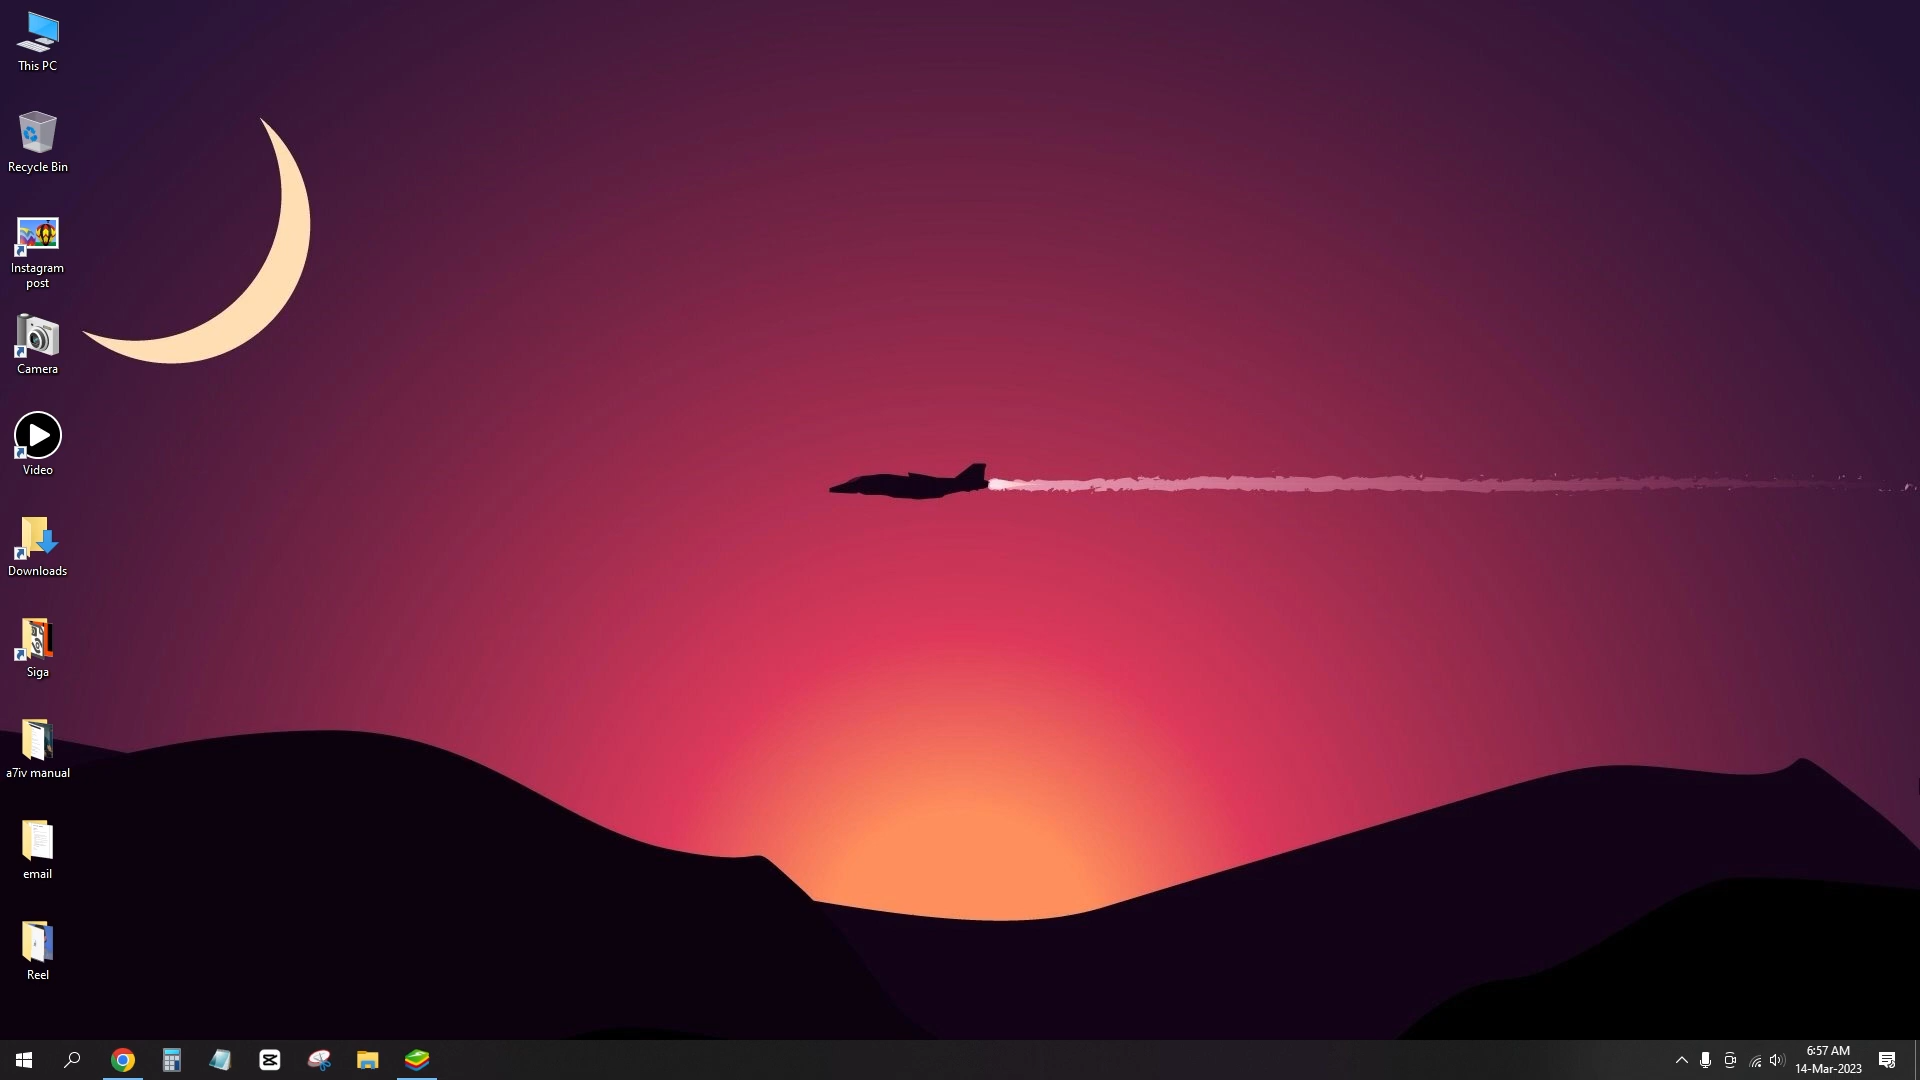 This PC
Recycle Bin
Instagram
post
Camera
Video
Downloads
Siga
a7iv manual
email
Reel
6:57 AM
14-Mar-2023